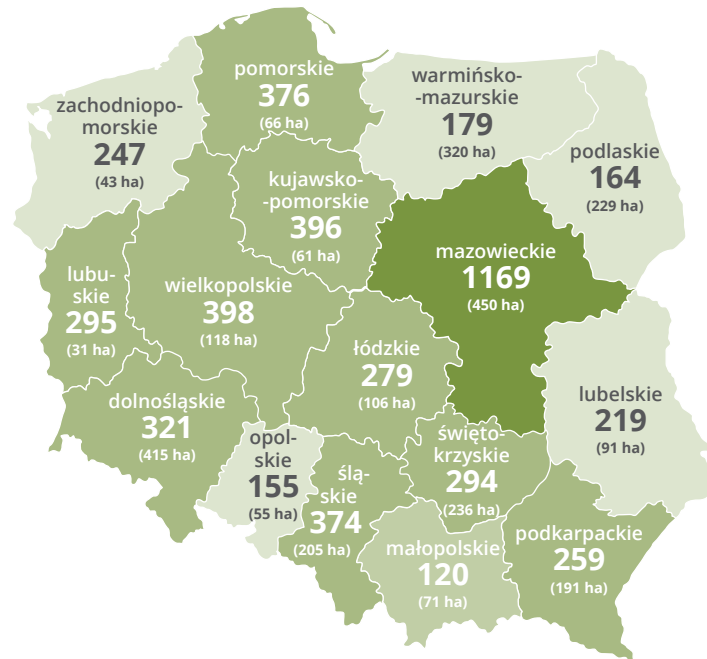 pomorskie
376
(66 ha)
warmińsko-
-mazurskie
179
(320 ha)
zachodniopo-
morskie
247
(43 ha)
podlaskie
164
(229 ha)
kujawsko-
-pomorskie
396
(61 ha)
mazowieckie
1169
(450 ha)
lubu-
skie
295
(31 ha)
wielkopolskie
398
(118 ha)
łódzkie
279
(106 ha)
lubelskie
219
(91 ha)
dolnośląskie
321
(415 ha)
opol-
skie
155
(55 ha)
ślą-
skie
374
(205 ha)
święto-
krzyskie
294
(236 ha)
małopolskie
120
(71 ha)
podkarpackie
259
(191 ha)